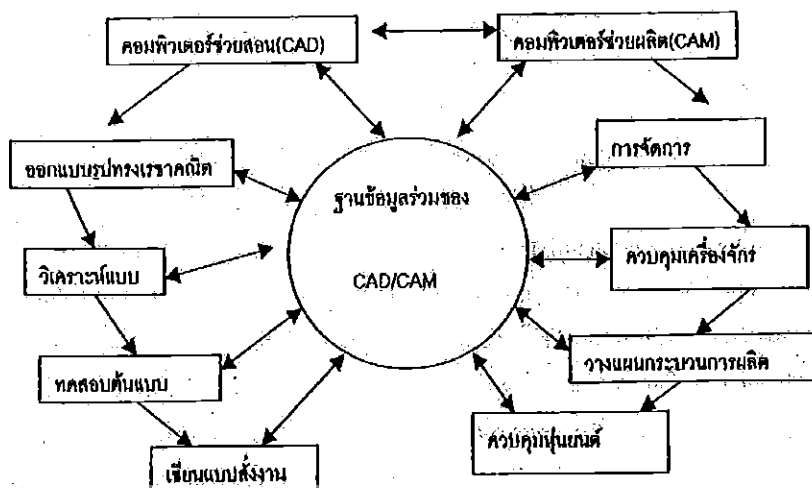 คอมพิวเตอร์ช่วยสอน(CAD)
คอมพิวเตอร์ช่วยผลิต(CAM)
ออกแบบรูปทรงเรขาคณิต
การจัดการ
ฐานข้อมูลร่วมของ
CAD/CAM
วิเคราะห์แบบ
ควบคุมเครื่องจักร
ทดสอบต้นแบบ
วางแผนกระบวนการผลิต
ควบคุมหุ่นยนต์
เขียนแบบสั่งงาน